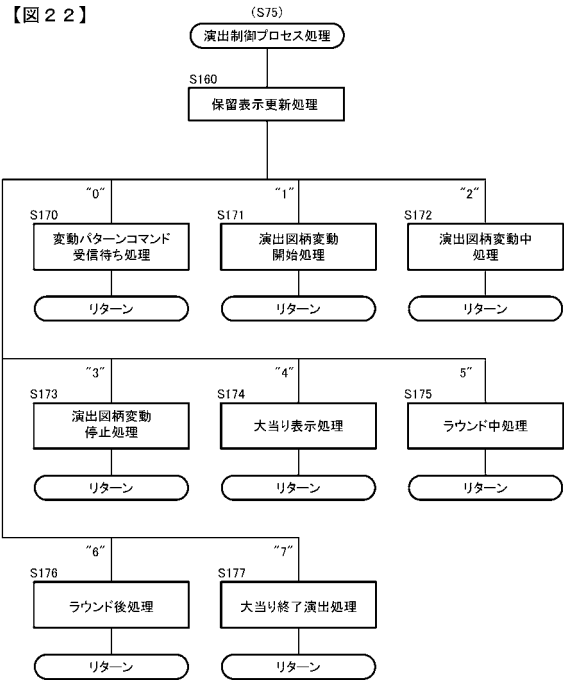 【図２２】
(S75)
演出制御プロセス処理
S160
保留表示更新処理
"0"
"1"
"2"
S170
変動パターンコマンド
受信待ち処理
S171
演出図柄変動
開始処理
S172
演出図柄変動中
処理
リターン
リターン
リターン
"3"
"4"
5"
S173
演出図柄変動
停止処理
S174
大当り表示処理
S175
ラウンド中処理
リターン
リターン
リターン
"6"
"7"
S176
ラウンド後処理
S177
大当り終了演出処理
リターン
リターン